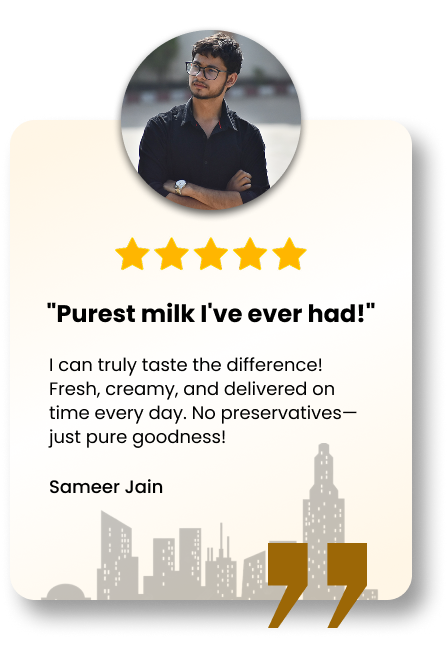 "Purest milk I've ever had!"
I can truly taste the difference!
Fresh, creamy, and delivered on
time every day. No preservatives—
just pure goodness!
Sameer Jain